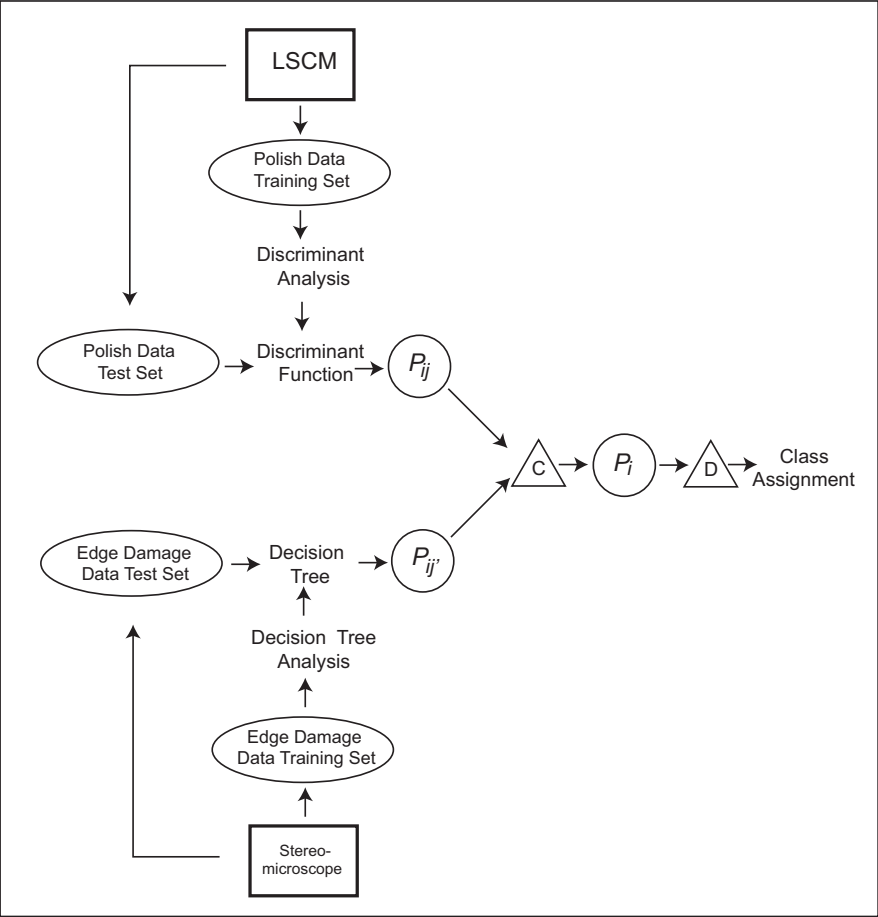 LSCM
Polish Data
Training Set
Discriminant
Analysis
Polish Data
Test Set
Discriminant
Function
Pij
C
Pi
D
Class
Assignment
Edge Damage
Data Test Set
Decision
Tree
Pij'
Decision Tree
Analysis
Edge Damage
Data Training Set
Stereo-
microscope